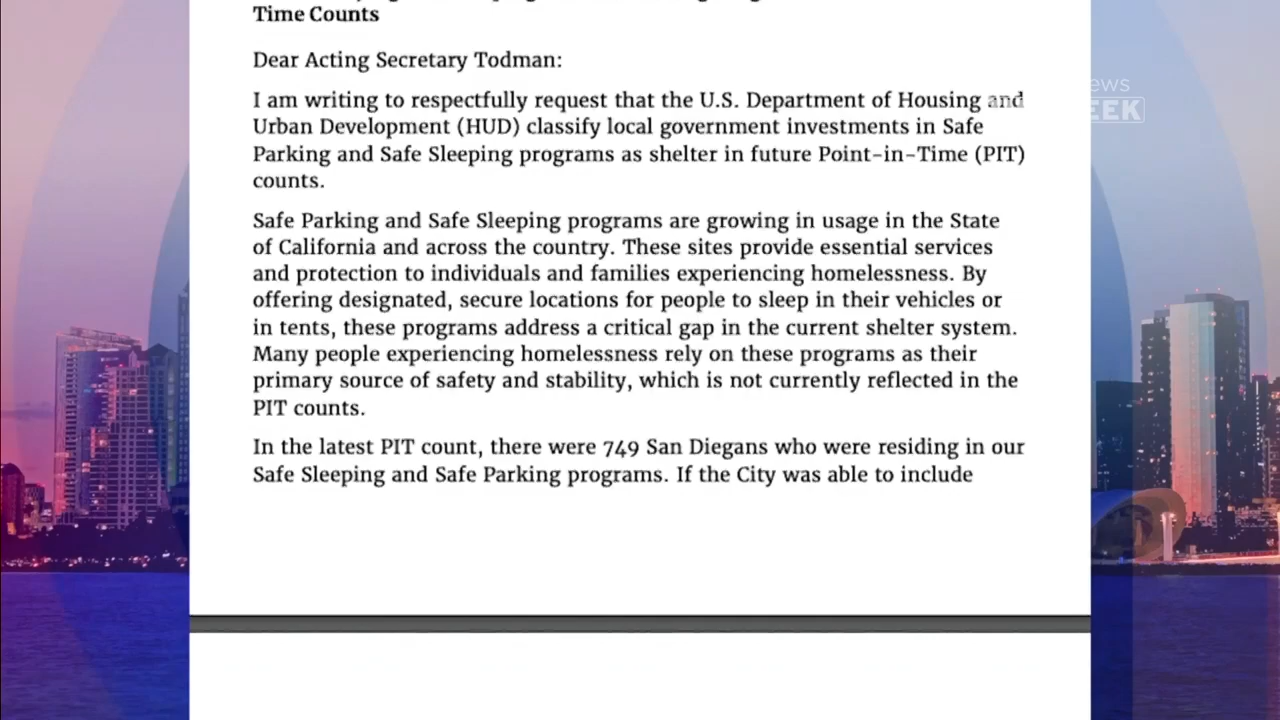 Time Counts
Dear Acting Secretary Todman:
I am writing to respectfully request that the U.S. Department of Housing and
Urban Development (HUD) classify local government investments in Safe
Parking and Safe Sleeping programs as shelter in future Point-in-Time (PIT)
counts.
Safe Parking and Safe Sleeping programs are growing in usage in the State
of California and across the country. These sites provide essential services
and protection to individuals and families experiencing homelessness. By
offering designated, secure locations for people to sleep in their vehicles or
in tents, these programs address a critical gap in the current shelter system.
Many people experiencing homelessness rely on these programs as their
primary source of safety and stability, which is not currently reflected in the
PIT counts.
In the latest PIT count, there were 749 San Diegans who were residing in our
Safe Sleeping and Safe Parking programs. If the City was able to include